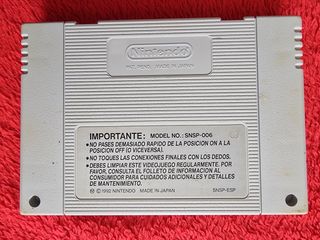 Nintendo
PAT. PEND. MADE IN JAPAN
IMPORTANTE: MODEL NO.: SNSP-006
•NO PASES DEMASIADO RAPIDO DE LA POSICION ON A LA
POSICION OFF (O VICEVERSA).
•NO TOQUES LAS CONEXIONES FINALES CON LOS DEDOS.
•DEBES LIMPIAR ESTE VIDEOJUEGO REGULARMENTE. POR
FAVOR, CONSULTA EL FOLLETO DE INFORMACION AL
CONSUMIDOR PARA CUIDADOS ADICIONALES Y DETALLES
DE MANTENIMIENTO.
© 1992 NINTENDO MADE IN JAPAN SNSP-ESP